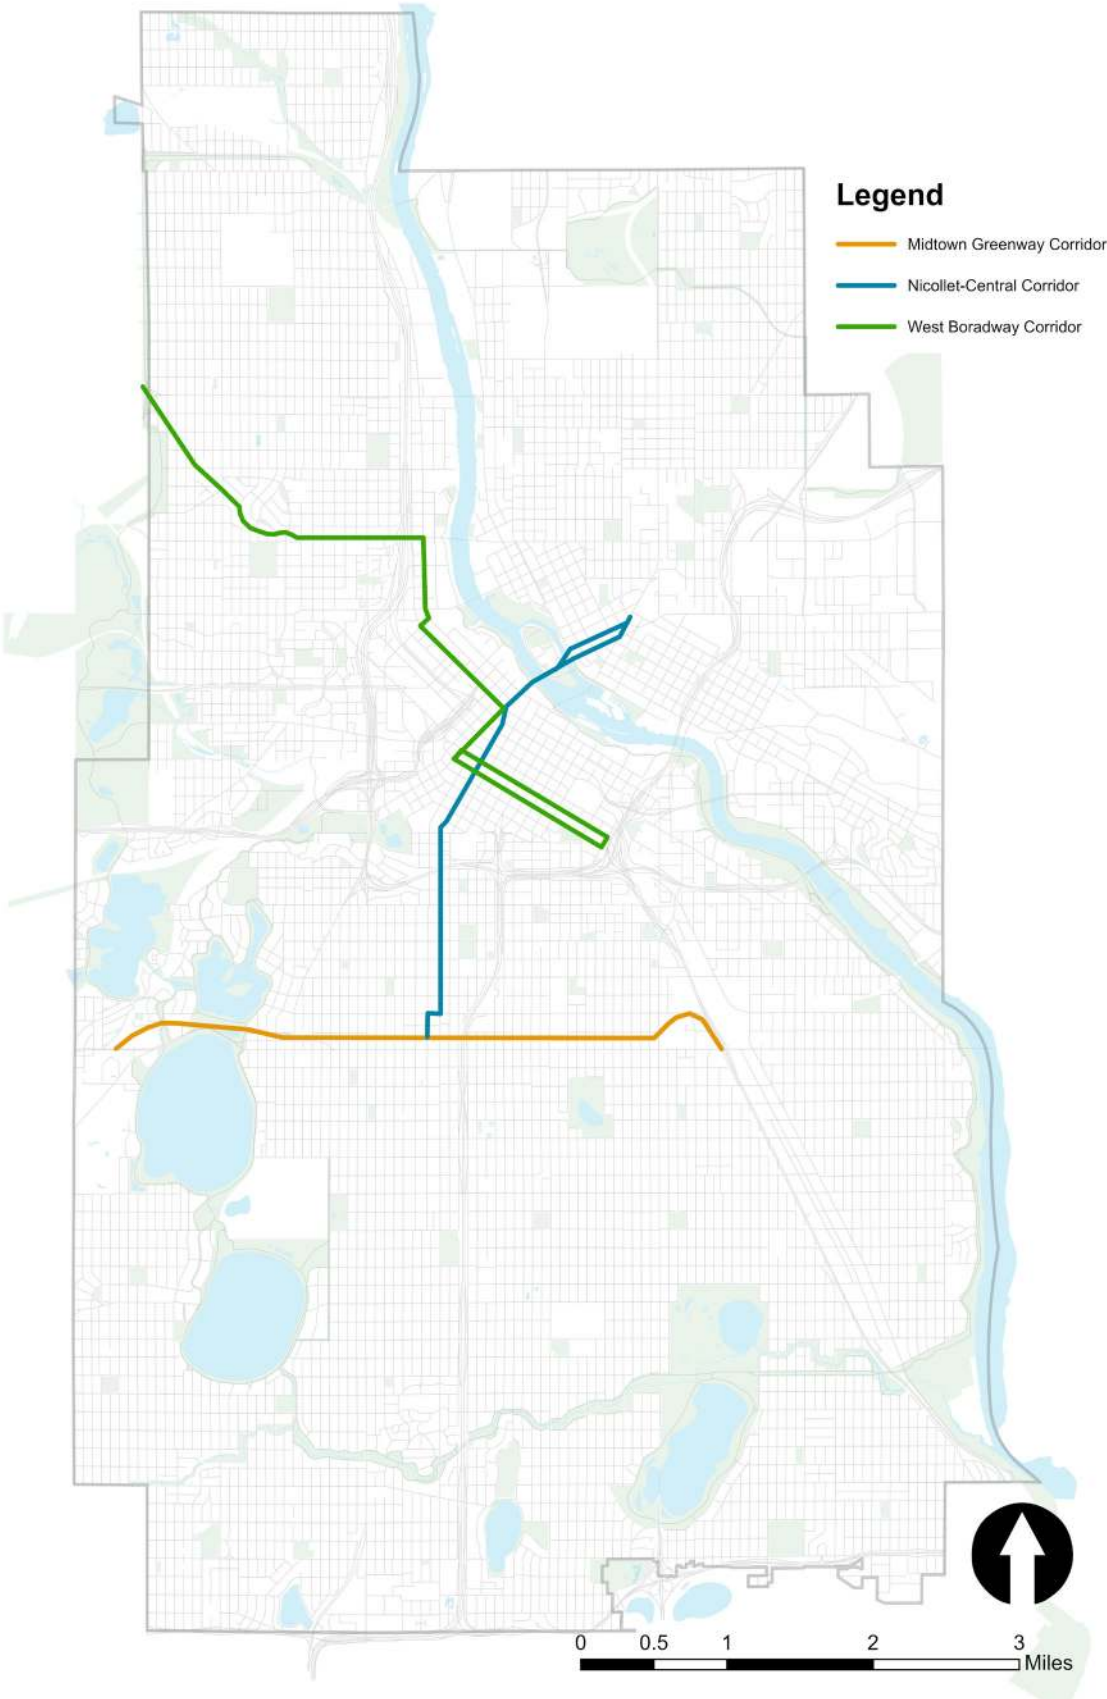 Legend
Midtown Greenway Corridor
Nicollet-Central Corridor
West Boradway Corridor
0 0.5 1 2 3
Miles